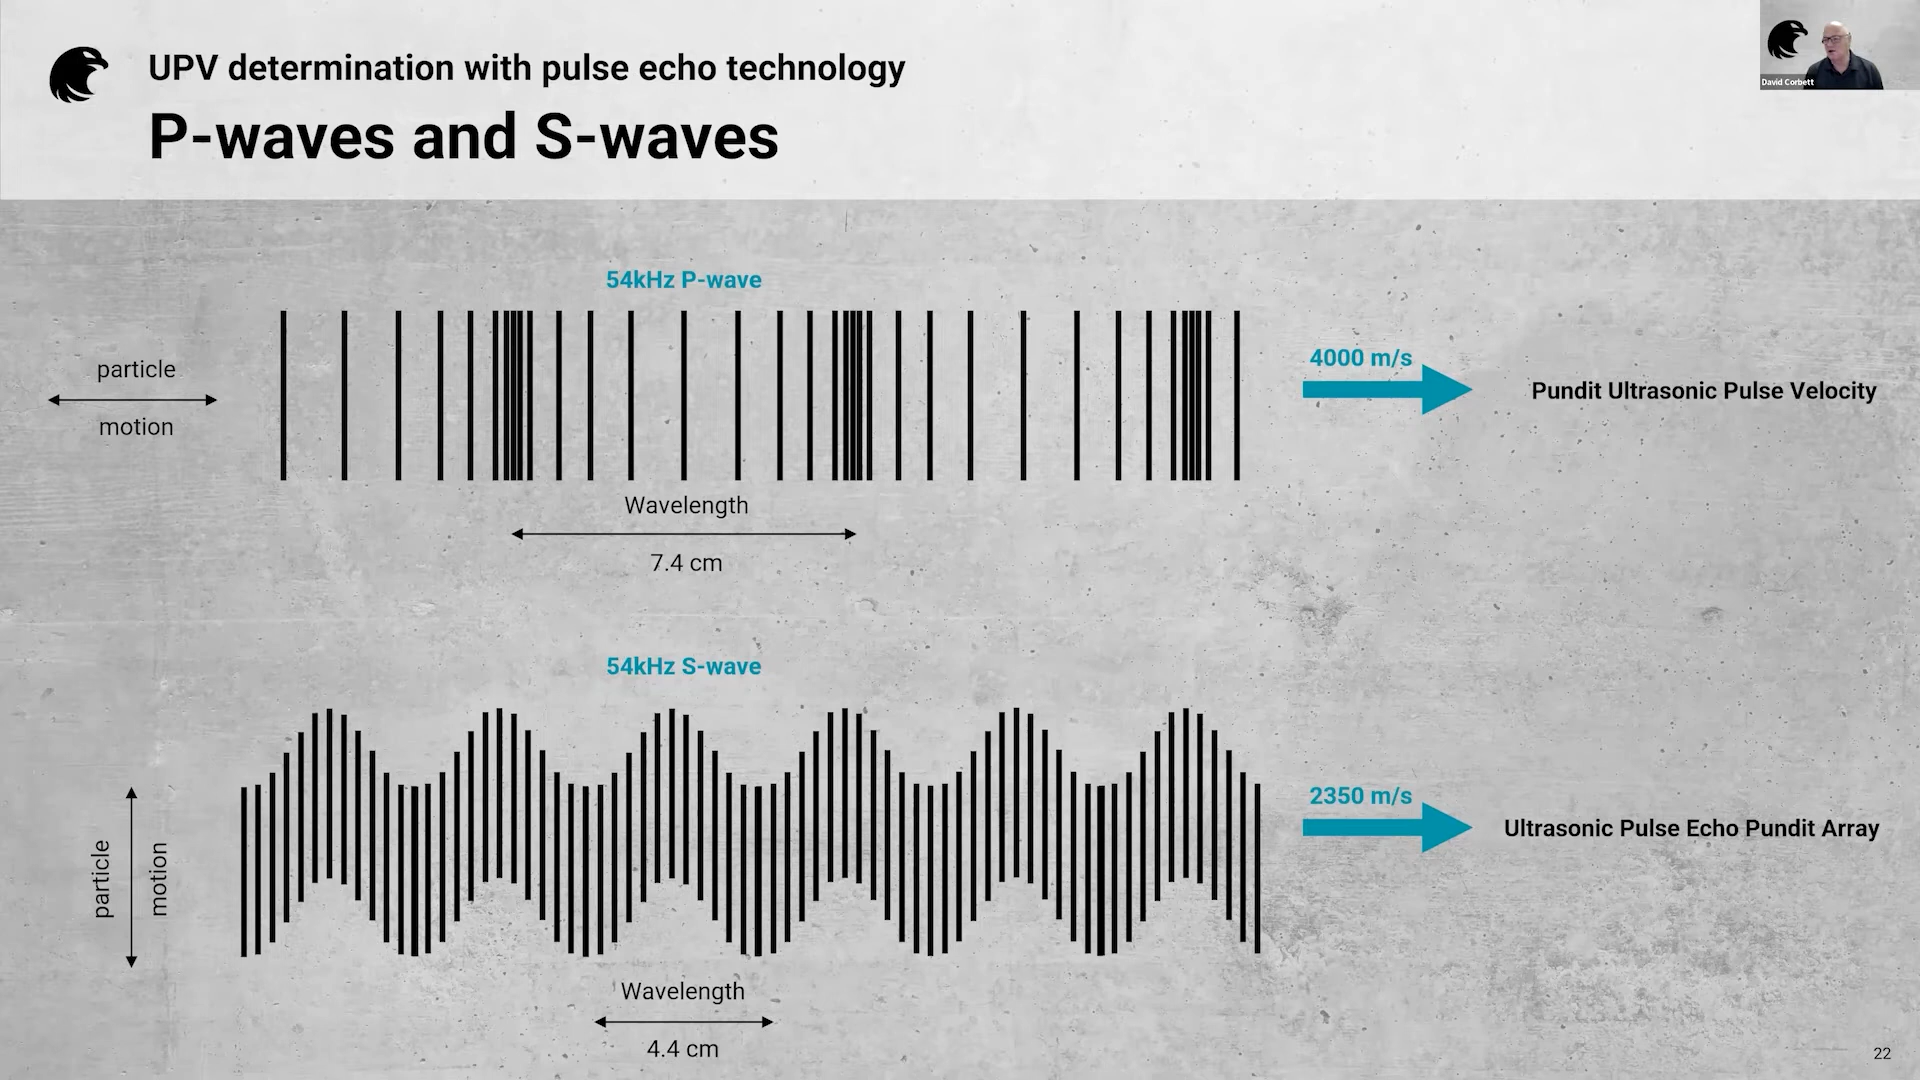 UPV determination with pulse echo technology
P-waves and S-waves
David Corbett
54kHz P-wave
particle
motion
4000 m/s
Pundit Ultrasonic Pulse Velocity
Wavelength
7.4 cm
54kHz S-wave
particle
motion
2350 m/s
Ultrasonic Pulse Echo Pundit Array
Wavelength
4.4 cm
22